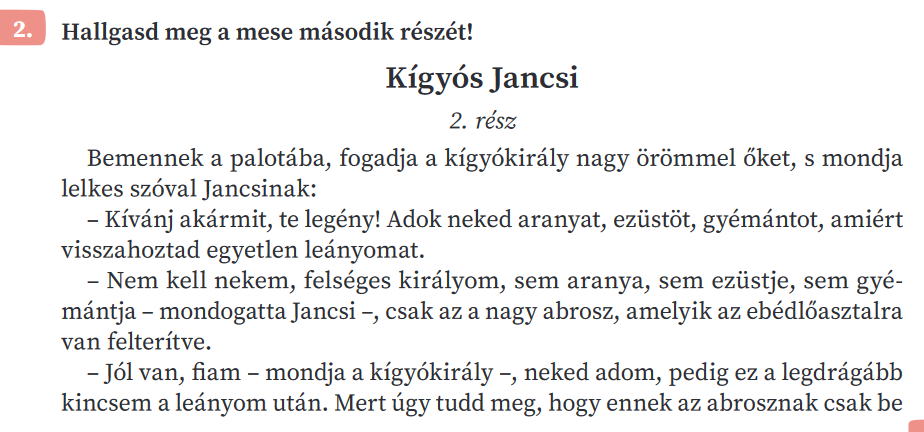 2. Hallgasd meg a mese második részét!
Kígyós Jancsi
2. rész
Bemennek a palotába, fogadja a kígyókirály nagy örömmel őket, s mondja
lelkes szóval Jancsinak:
– Kívánj akármit, te legény! Adok neked aranyat, ezüstöt, gyémántot, amiért
visszahoztad egyetlen leányomat.
– Nem kell nekem, felséges királyom, sem aranya, sem ezüstje, sem gyé-
mántja – mondogatta Jancsi –, csak az a nagy abrosz, amelyik az ebédlőasztalra
van felterítve.
– Jól van, fiam – mondja a kígyókirály –, neked adom, pedig ez a legdrágább
kincsem a leányom után. Mert úgy tudd meg, hogy ennek az abrosznak csak be